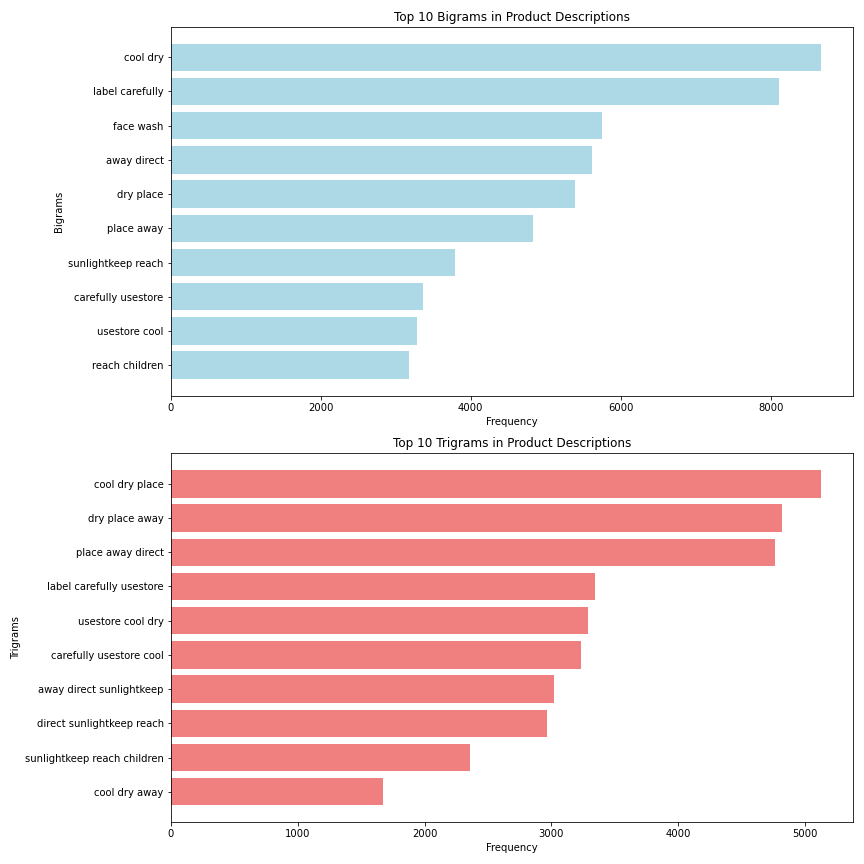 Top 10 Bigrams in Product Descriptions
cool dry
label carefully
face wash
away direct
dry place
place away
sunlightkeep reach
carefully usestore
usestore cool
reach children
Bigrams
0 2000 4000 6000 8000
Frequency
Top 10 Trigrams in Product Descriptions
cool dry place
dry place away
place away direct
label carefully usestore
usestore cool dry
carefully usestore cool
away direct sunlightkeep
direct sunlightkeep reach
sunlightkeep reach children
cool dry away
Trigrams
0 1000 2000 3000 4000 5000
Frequency